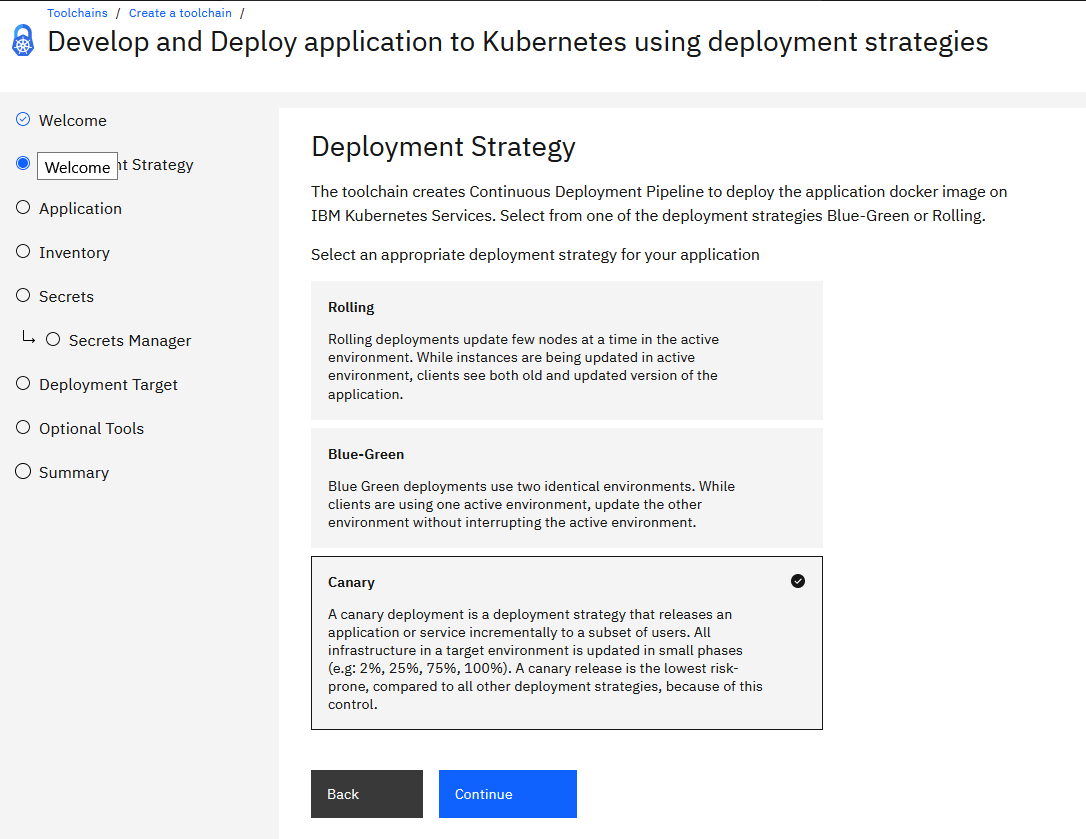 Toolchains / Create a toolchain /
Develop and Deploy application to Kubernetes using deployment strategies
Welcome
Welcome
nt Strategy
Application
Inventory
Secrets
Secrets Manager
Deployment Target
Optional Tools
Summary
Deployment Strategy
The toolchain creates Continuous Deployment Pipeline to deploy the application docker image on
IBM Kubernetes Services. Select from one of the deployment strategies Blue-Green or Rolling.
Select an appropriate deployment strategy for your application
Rolling
Rolling deployments update few nodes at a time in the active
environment. While instances are being updated in active
environment, clients see both old and updated version of the
application.
Blue-Green
Blue Green deployments use two identical environments. While
clients are using one active environment, update the other
environment without interrupting the active environment.
Canary
A canary deployment is a deployment strategy that releases an
application or service incrementally to a subset of users. All
infrastructure in a target environment is updated in small phases
(e.g: 2%, 25%, 75%, 100%). A canary release is the lowest risk-
prone, compared to all other deployment strategies, because of this
control.
Back
Continue